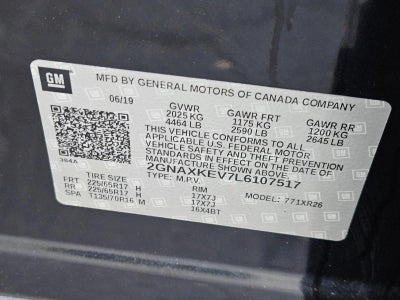 GM
MFD BY GENERAL MOTORS OF CANADA COMPANY
06/19
GVWR GAWR FRT GAWR RR
2025 KG 1175 KG 1200 KG
4464 LB 2590 LB 2645 LB
THIS VEHICLE CONFORMS TO ALL APPLICABLE
U.S. FEDERAL MOTOR
VEHICLE SAFETY AND THEFT PREVENTION
STANDARDS IN EFFECT ON THE DATE OF
MANUFACTURE SHOWN ABOVE.
384A
2GNAXKEV7L6107517
TYPE: M.P.V. MODEL: 771XR26
TIRE SIZE RIM
FRT 225/65R17 H 17X7J
RR 225/65R17 H 17X7J
SPA T135/70R16 M 16X4BT